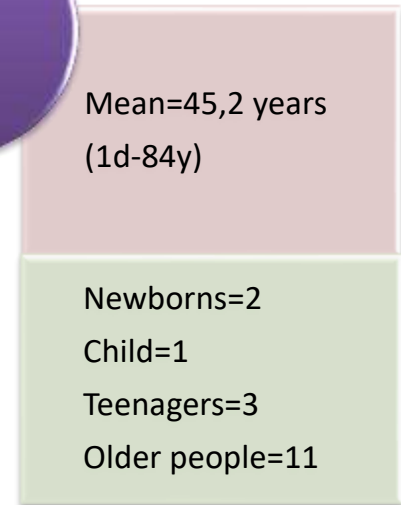 Mean=45,2 years
(1d-84y)
Newborns=2
Child=1
Teenagers=3
Older people=11